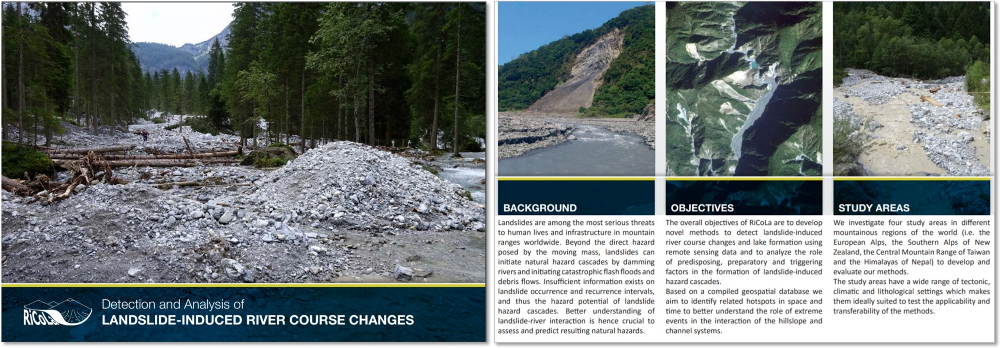 RiCoLa
Detection and Analysis of
LANDSLIDE-INDUCED RIVER COURSE CHANGES
BACKGROUND
Landslides are among the most serious threats
to human lives and infrastructure in mountain
ranges worldwide. Beyond the direct hazard
posed by the moving mass, landslides can
initiate natural hazard cascades by damming
rivers and initiating catastrophic flash floods and
debris flows. Insufficient information exists on
landslide occurrence and recurrence intervals,
and thus the hazard potential of landslide
hazard cascades. Better understanding of
landslide-river interaction is hence crucial to
assess and predict resulting natural hazards.
OBJECTIVES
The overall objectives of RiCoLa are to develop
novel methods to detect landslide-induced
river course changes and lake formation using
remote sensing data and to analyze the role
of predisposing, preparatory and triggering
factors in the formation of landslide-induced
hazard cascades.
Based on a compiled geospatial database we
aim to identify related hotspots in space and
time to better understand the role of extreme
events in the interaction of the hillslope and
channel systems.
STUDY AREAS
We investigate four study areas in different
mountainous regions of the world (i.e. the
European Alps, the Southern Alps of New
Zealand, the Central Mountain Range of Taiwan
and the Himalayas of Nepal) to develop and
evaluate our methods.
The study areas have a wide range of tectonic,
climatic and lithological settings which makes
them ideally suited to test the applicability and
transferability of the methods.